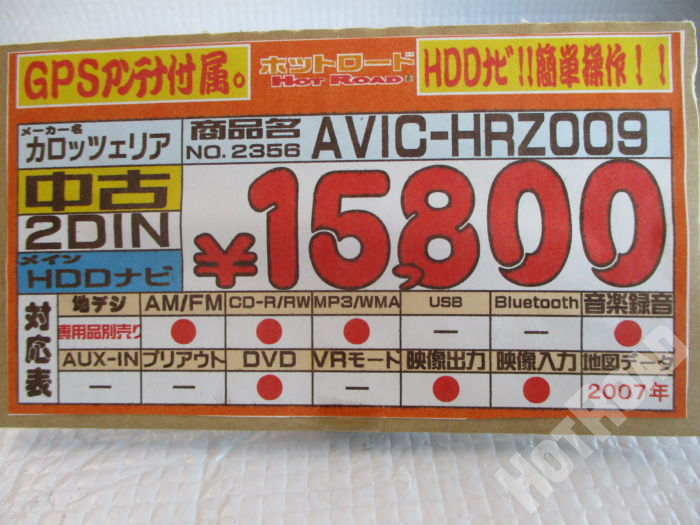 GPSアンテナ付属。
ホットロード
HOT ROAD
HDDナビ!!簡単操作!!
メーカー名
カロッツェリア
商品名
NO. 2356
AVIC-HRZ009
中古
2DIN
メイン
HDDナビ
¥15,800
対応表
地デジ AM/FM CD-R/RW MP3/WMA USB Bluetooth 音楽録音
専用品別売り ● ● ● － － ●
AUX-IN プリアウト DVD VRモード 映像出力 映像入力 地図データ
－ － ● － ● ● 2007年
HOTROAD